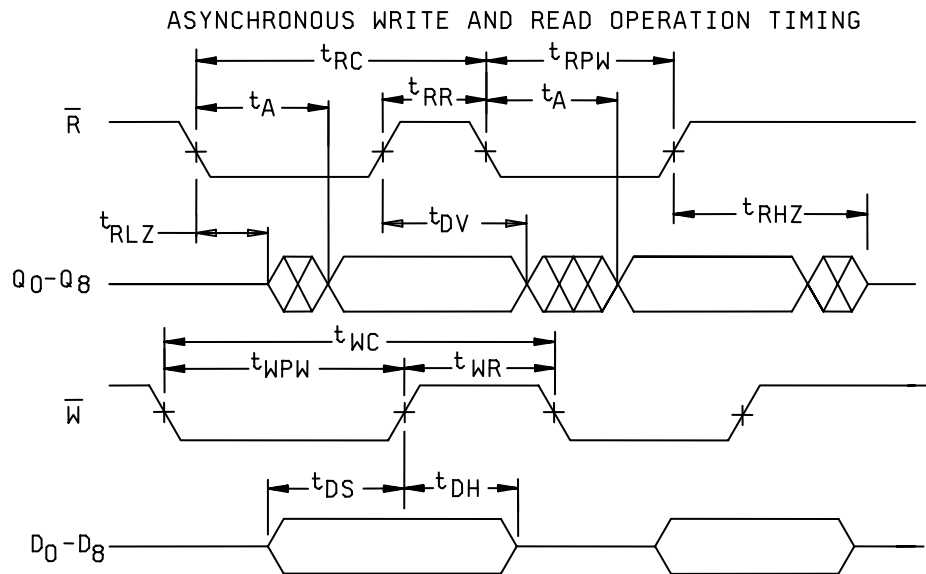 ASYNCHRONOUS WRITE AND READ OPERATION TIMING
tRC tRPW
tA tRR tA
R̅
tRLZ tDV tRHZ
Q0-Q8
tWC
tWPW tWR
W̅
tDS tDH
D0-D8